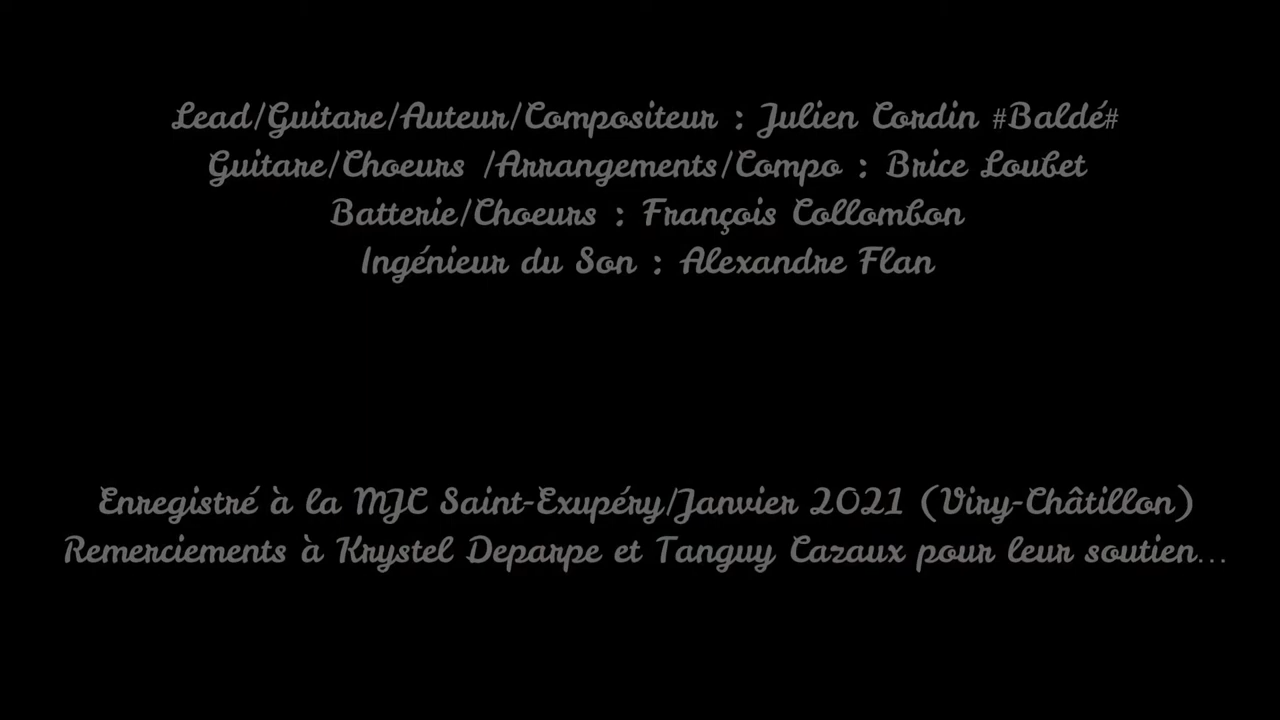 Lead/Guitare/Auteur/Compositeur : Julien Cordin #Baldé#
Guitare/Choeurs /Arrangements/Compo : Brice Loubet
Batterie/Choeurs : François Collombon
Ingénieur du Son : Alexandre Flan
Enregistré à la MJC Saint-Exupéry/Janvier 2021 (Viry-Châtillon)
Remerciements à Krystel Deparpe et Tanguy Cazaux pour leur soutien...